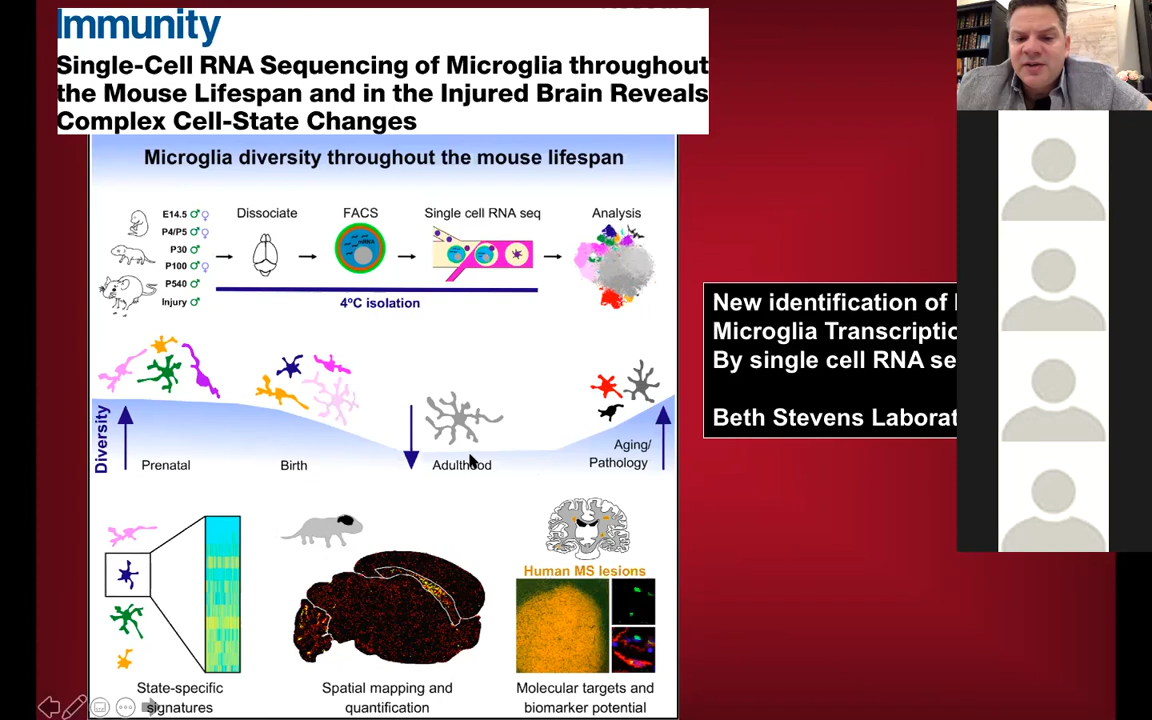 Immunity
Single-Cell RNA Sequencing of Microglia throughout
the Mouse Lifespan and in the Injured Brain Reveals
Complex Cell-State Changes
Microglia diversity throughout the mouse lifespan
E14.5 ♂♀
P4/P5 ♂♀
P30 ♂
P100 ♂♀
P540 ♂
Injury ♂
Dissociate
FACS
Single cell RNA seq
Analysis
mRNA
4ºC isolation
Diversity
Prenatal
Birth
Adulthood
Aging/
Pathology
Human MS lesions
State-specific
signatures
Spatial mapping and
quantification
Molecular targets and
biomarker potential
New identification of
Microglia
By single cell RNA
Beth Stevens